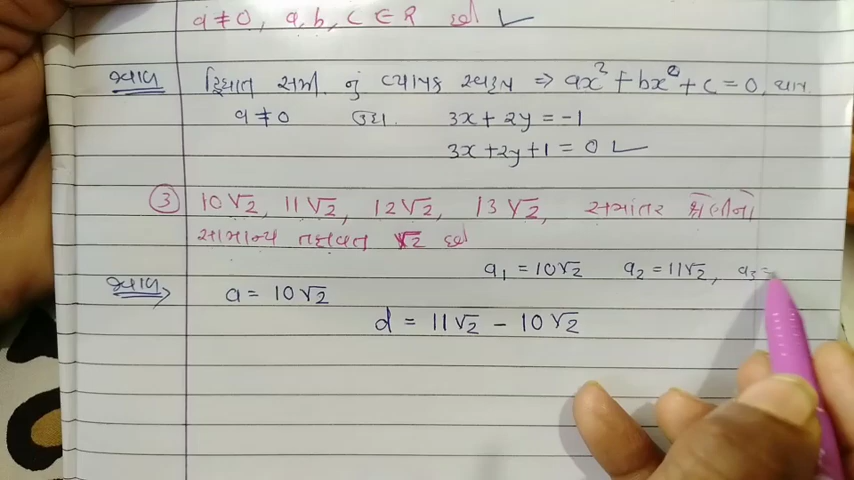 a ≠ 0, a, b, c ∈ R છે ✓
જવાબ દ્વિઘાત સમી. નું વ્યાપક સ્વરૂપ ⇒ ax² + bx² + c = 0, થાય
a ≠ 0 ઉદા. 3x + 2y = -1
3x + 2y + 1 = 0 ✓
③ 10√2, 11√2, 12√2, 13√2, સમાંતર શ્રેણીનો
સામાન્ય તફાવત √2 છે
a₁ = 10√2 a₂ = 11√2, a₃ =
જવાબ a = 10√2
d = 11√2 - 10√2